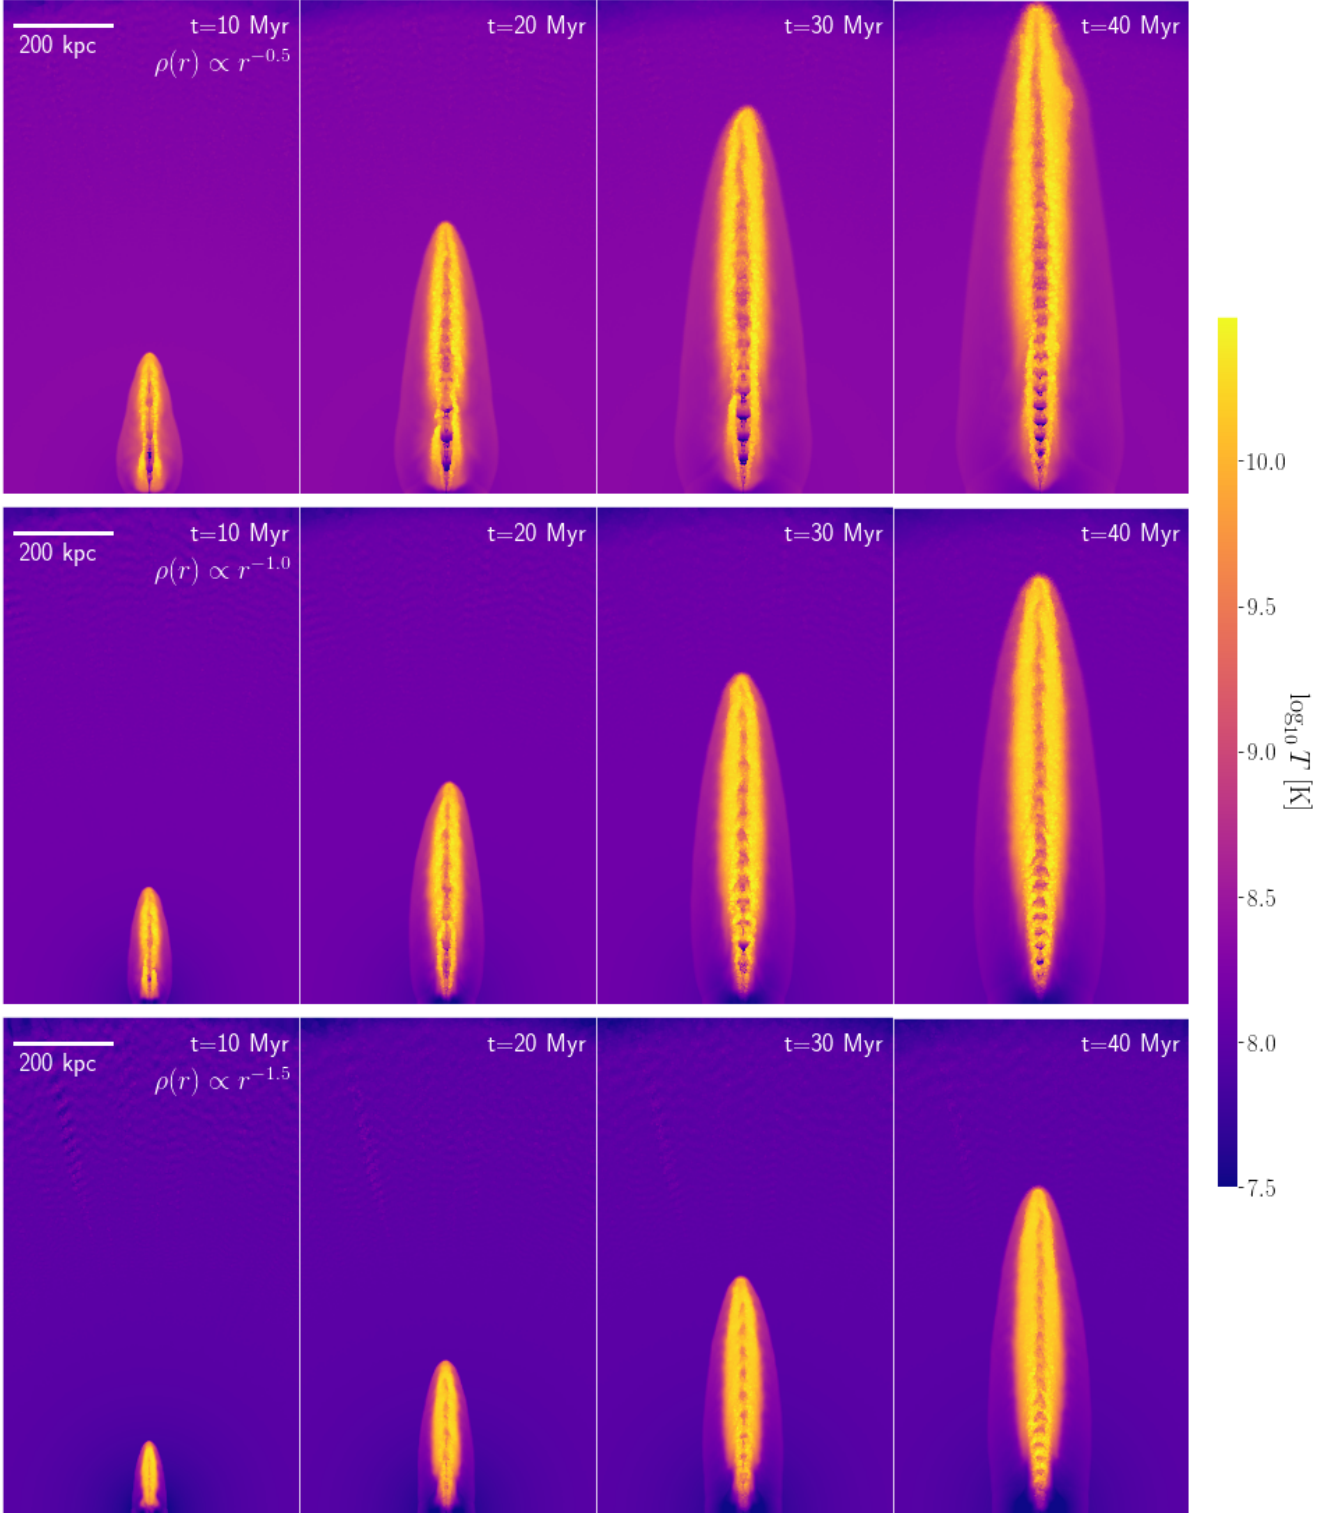 t=10 Myr
200 kpc
ρ(r) ∝ r^{-0.5}
t=20 Myr
t=30 Myr
t=40 Myr
t=10 Myr
200 kpc
ρ(r) ∝ r^{-1.0}
t=20 Myr
t=30 Myr
t=40 Myr
t=10 Myr
200 kpc
ρ(r) ∝ r^{-1.5}
t=20 Myr
t=30 Myr
t=40 Myr
10.0
9.5
9.0
8.5
8.0
7.5
log₁₀ T [K]